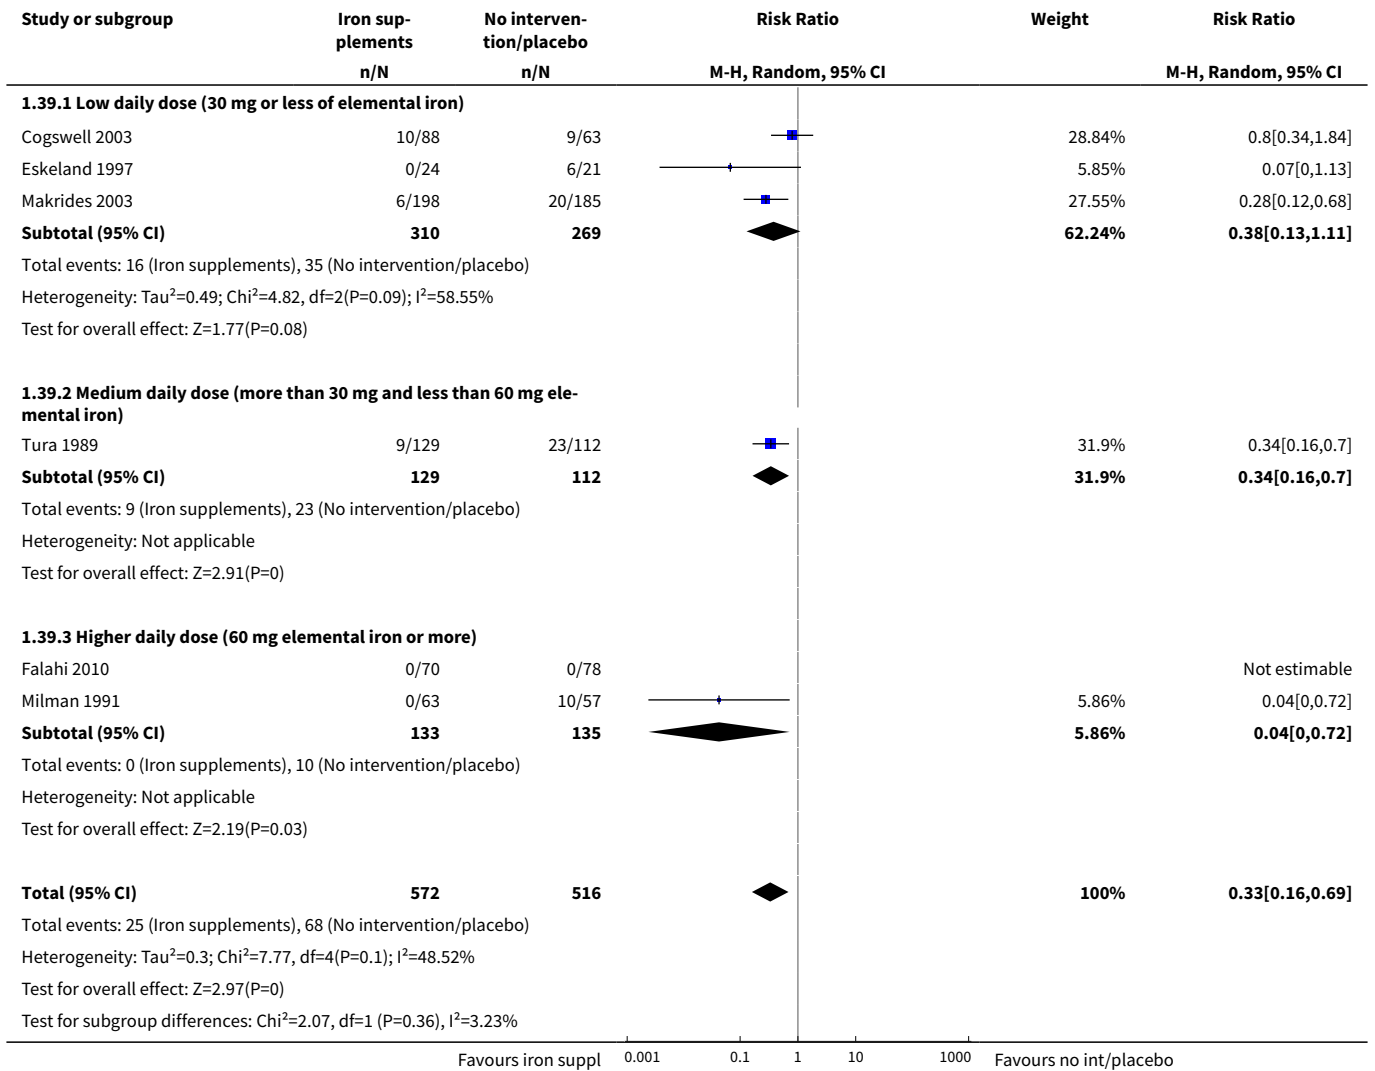 Study or subgroup Iron sup- No interven- Risk Ratio Weight Risk Ratio
plements tion/placebo
n/N n/N M-H, Random, 95% CI M-H, Random, 95% CI
1.39.1 Low daily dose (30 mg or less of elemental iron)
Cogswell 2003 10/88 9/63 28.84% 0.8[0.34,1.84]
Eskeland 1997 0/24 6/21 5.85% 0.07[0,1.13]
Makrides 2003 6/198 20/185 27.55% 0.28[0.12,0.68]
Subtotal (95% CI) 310 269 62.24% 0.38[0.13,1.11]
Total events: 16 (Iron supplements), 35 (No intervention/placebo)
Heterogeneity: Tau²=0.49; Chi²=4.82, df=2(P=0.09); I²=58.55%
Test for overall effect: Z=1.77(P=0.08)
1.39.2 Medium daily dose (more than 30 mg and less than 60 mg ele-
mental iron)
Tura 1989 9/129 23/112 31.9% 0.34[0.16,0.7]
Subtotal (95% CI) 129 112 31.9% 0.34[0.16,0.7]
Total events: 9 (Iron supplements), 23 (No intervention/placebo)
Heterogeneity: Not applicable
Test for overall effect: Z=2.91(P=0)
1.39.3 Higher daily dose (60 mg elemental iron or more)
Falahi 2010 0/70 0/78 Not estimable
Milman 1991 0/63 10/57 5.86% 0.04[0,0.72]
Subtotal (95% CI) 133 135 5.86% 0.04[0,0.72]
Total events: 0 (Iron supplements), 10 (No intervention/placebo)
Heterogeneity: Not applicable
Test for overall effect: Z=2.19(P=0.03)
Total (95% CI) 572 516 100% 0.33[0.16,0.69]
Total events: 25 (Iron supplements), 68 (No intervention/placebo)
Heterogeneity: Tau²=0.3; Chi²=7.77, df=4(P=0.1); I²=48.52%
Test for overall effect: Z=2.97(P=0)
Test for subgroup differences: Chi²=2.07, df=1 (P=0.36), I²=3.23%
Favours iron suppl 0.001 0.1 1 10 1000 Favours no int/placebo